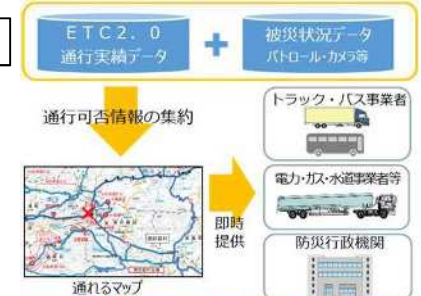 ETC2.0
通行実績データ
被災状況データ
パトロール・カメラ等
通行可否情報の集約
トラック・バス事業者
電力・ガス・水道事業者等
即時
提供
防災行政機関
通れるマップ